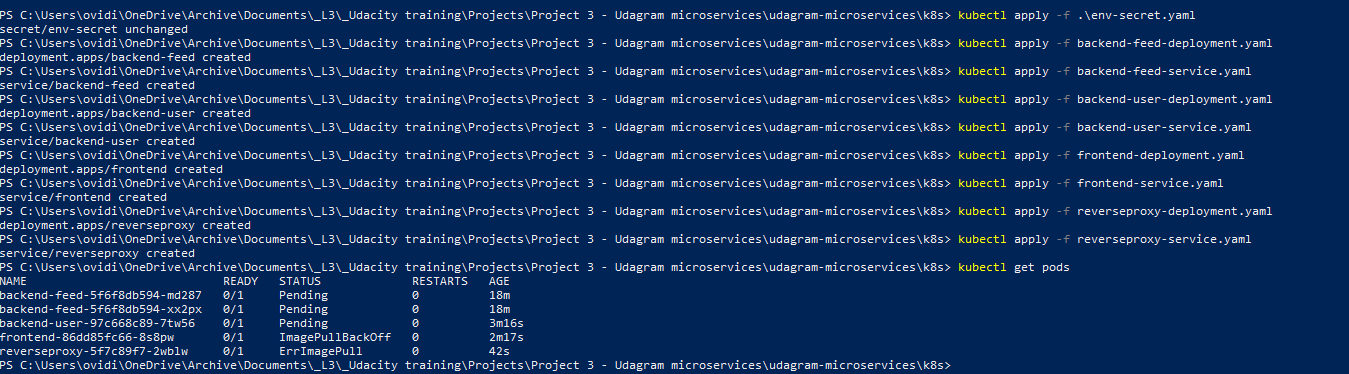 PS C:\Users\ovidi\OneDrive\Archive\Documents\_L3\_Udacity training\Projects\Project 3 - Udagram microservices\udagram-microservices\k8s> kubectl apply -f .\env-secret.yaml
secret/env-secret unchanged
PS C:\Users\ovidi\OneDrive\Archive\Documents\_L3\_Udacity training\Projects\Project 3 - Udagram microservices\udagram-microservices\k8s> kubectl apply -f backend-feed-deployment.yaml
deployment.apps/backend-feed created
PS C:\Users\ovidi\OneDrive\Archive\Documents\_L3\_Udacity training\Projects\Project 3 - Udagram microservices\udagram-microservices\k8s> kubectl apply -f backend-feed-service.yaml
service/backend-feed created
PS C:\Users\ovidi\OneDrive\Archive\Documents\_L3\_Udacity training\Projects\Project 3 - Udagram microservices\udagram-microservices\k8s> kubectl apply -f backend-user-deployment.yaml
deployment.apps/backend-user created
PS C:\Users\ovidi\OneDrive\Archive\Documents\_L3\_Udacity training\Projects\Project 3 - Udagram microservices\udagram-microservices\k8s> kubectl apply -f backend-user-service.yaml
service/backend-user created
PS C:\Users\ovidi\OneDrive\Archive\Documents\_L3\_Udacity training\Projects\Project 3 - Udagram microservices\udagram-microservices\k8s> kubectl apply -f frontend-deployment.yaml
deployment.apps/frontend created
PS C:\Users\ovidi\OneDrive\Archive\Documents\_L3\_Udacity training\Projects\Project 3 - Udagram microservices\udagram-microservices\k8s> kubectl apply -f frontend-service.yaml
service/frontend created
PS C:\Users\ovidi\OneDrive\Archive\Documents\_L3\_Udacity training\Projects\Project 3 - Udagram microservices\udagram-microservices\k8s> kubectl apply -f reverseproxy-deployment.yaml
deployment.apps/reverseproxy created
PS C:\Users\ovidi\OneDrive\Archive\Documents\_L3\_Udacity training\Projects\Project 3 - Udagram microservices\udagram-microservices\k8s> kubectl apply -f reverseproxy-service.yaml
service/reverseproxy created
PS C:\Users\ovidi\OneDrive\Archive\Documents\_L3\_Udacity training\Projects\Project 3 - Udagram microservices\udagram-microservices\k8s> kubectl get pods
NAME READY STATUS RESTARTS AGE
backend-feed-5f6f8db594-md287 0/1 Pending 0 18m
backend-feed-5f6f8db594-xx2px 0/1 Pending 0 18m
backend-user-97c668c89-7tw56 0/1 Pending 0 3m16s
frontend-86dd85fc66-8s8pw 0/1 ImagePullBackOff 0 2m17s
reverseproxy-5f7c89f7-2wblw 0/1 ErrImagePull 0 42s
PS C:\Users\ovidi\OneDrive\Archive\Documents\_L3\_Udacity training\Projects\Project 3 - Udagram microservices\udagram-microservices\k8s>